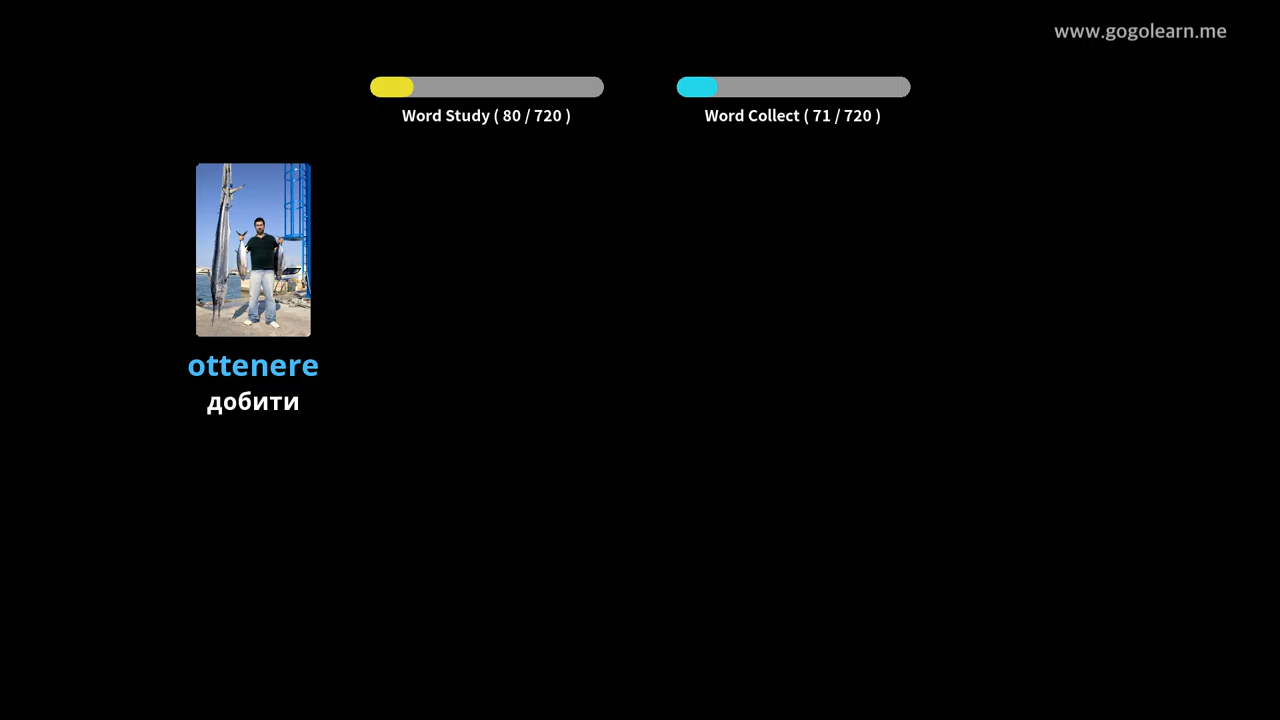 www.gogolearn.me
Word Study ( 80 / 720 )
Word Collect ( 71 / 720 )
ottenere
добити